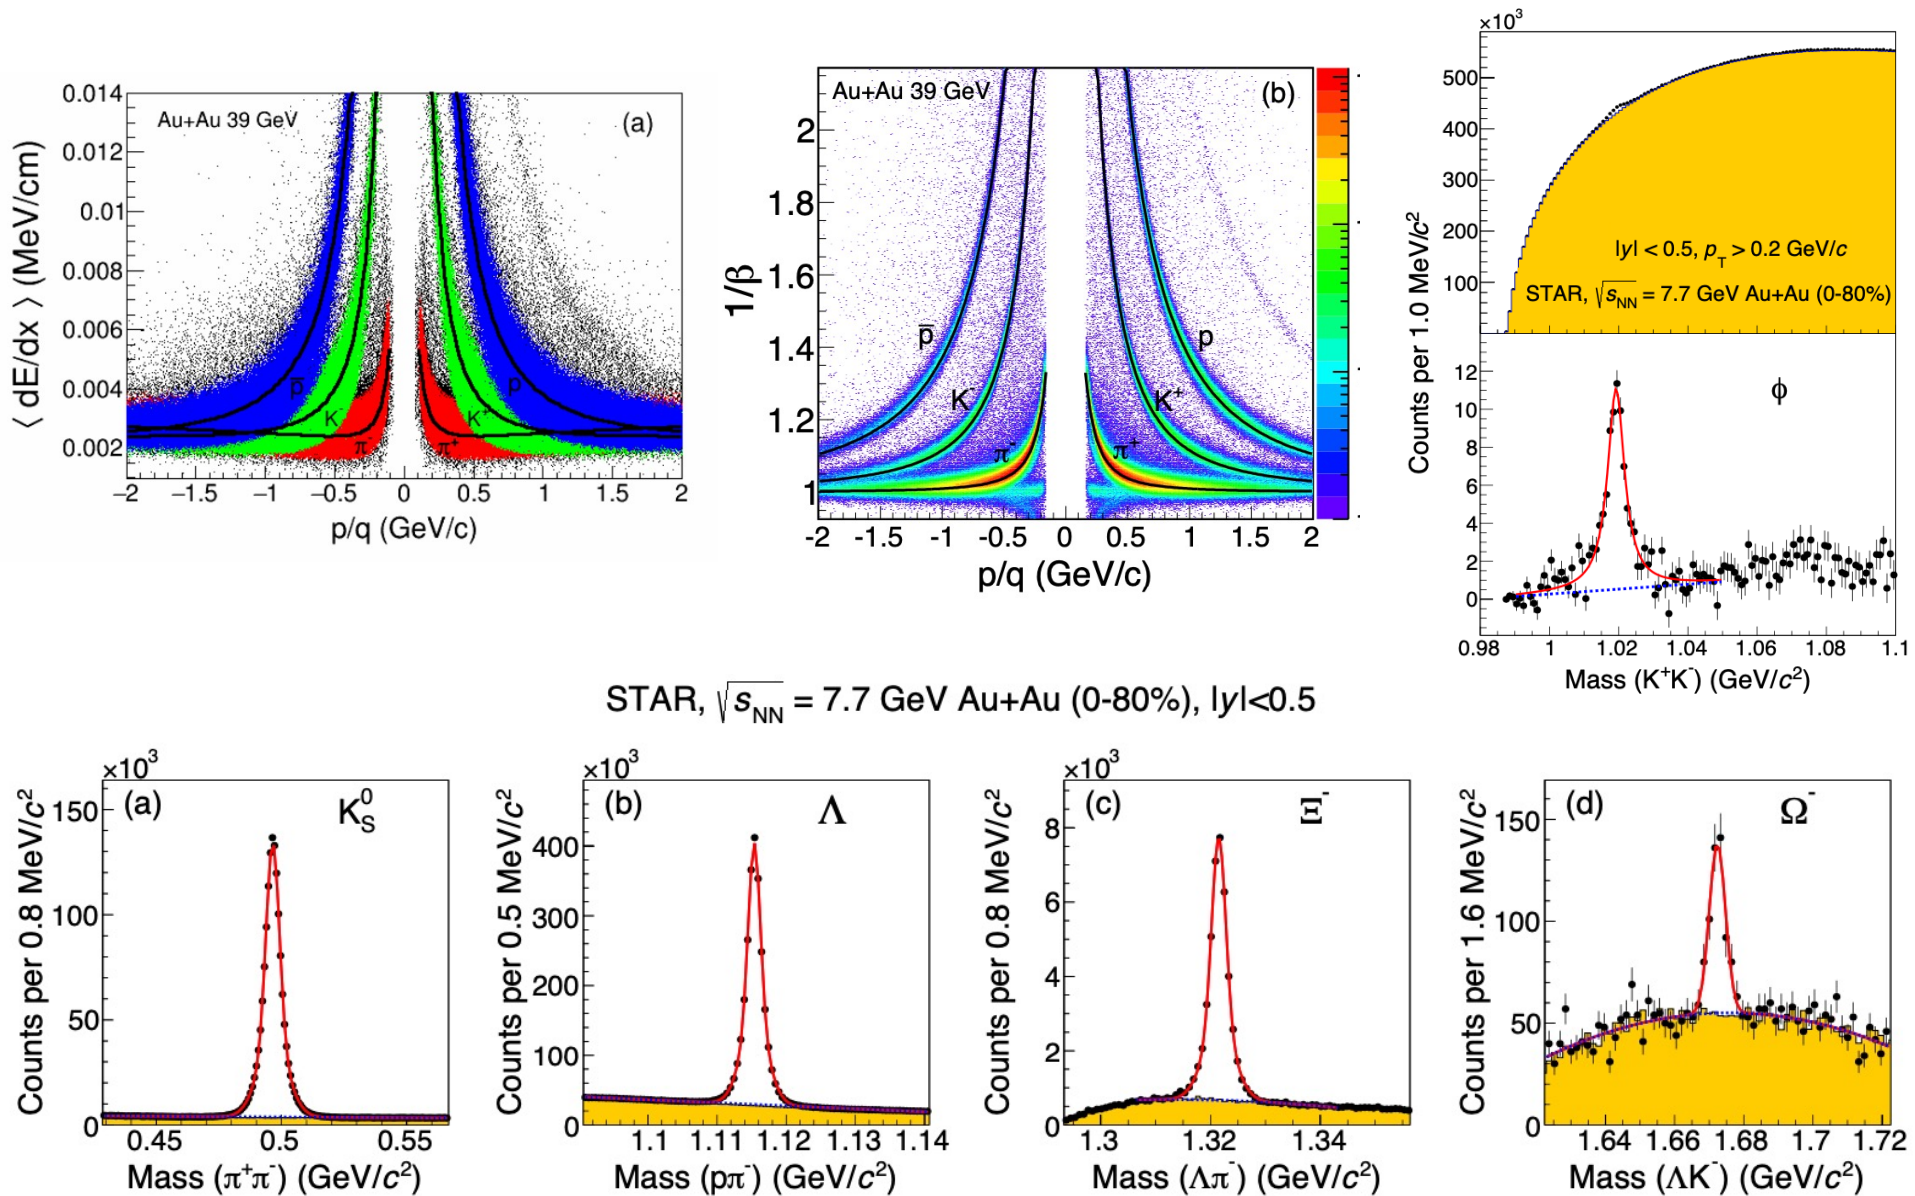 Au+Au 39 GeV
(a)
⟨ dE/dx ⟩ (MeV/cm)
0.014
0.012
0.01
0.008
0.006
0.004
0.002
p̅
K⁻
π⁻
π⁺
K⁺
p
−2 −1.5 −1 −0.5 0 0.5 1 1.5 2
p/q (GeV/c)
Au+Au 39 GeV
(b)
1/β
2
1.8
1.6
1.4
1.2
1
p̅
K⁻
π⁻
π⁺
K⁺
p
-2 -1.5 -1 -0.5 0 0.5 1 1.5 2
p/q (GeV/c)
×10³
500
400
300
200
100
|y| < 0.5, p_T > 0.2 GeV/c
STAR, √s_NN = 7.7 GeV Au+Au (0-80%)
Counts per 1.0 MeV/c²
12
10
8
6
4
2
0
ϕ
0.98 1 1.02 1.04 1.06 1.08 1.1
Mass (K⁺K⁻) (GeV/c²)
STAR, √s_NN = 7.7 GeV Au+Au (0-80%), |y|<0.5
×10³
(a)
K⁰_S
Counts per 0.8 MeV/c²
150
100
50
0
0.45 0.5 0.55
Mass (π⁺π⁻) (GeV/c²)
×10³
(b)
Λ
Counts per 0.5 MeV/c²
400
300
200
100
0
1.1 1.11 1.12 1.13 1.14
Mass (pπ⁻) (GeV/c²)
×10³
(c)
Ξ⁻
Counts per 0.8 MeV/c²
8
6
4
2
0
1.3 1.32 1.34
Mass (Λπ⁻) (GeV/c²)
(d)
Ω⁻
Counts per 1.6 MeV/c²
150
100
50
0
1.64 1.66 1.68 1.7 1.72
Mass (ΛK⁻) (GeV/c²)